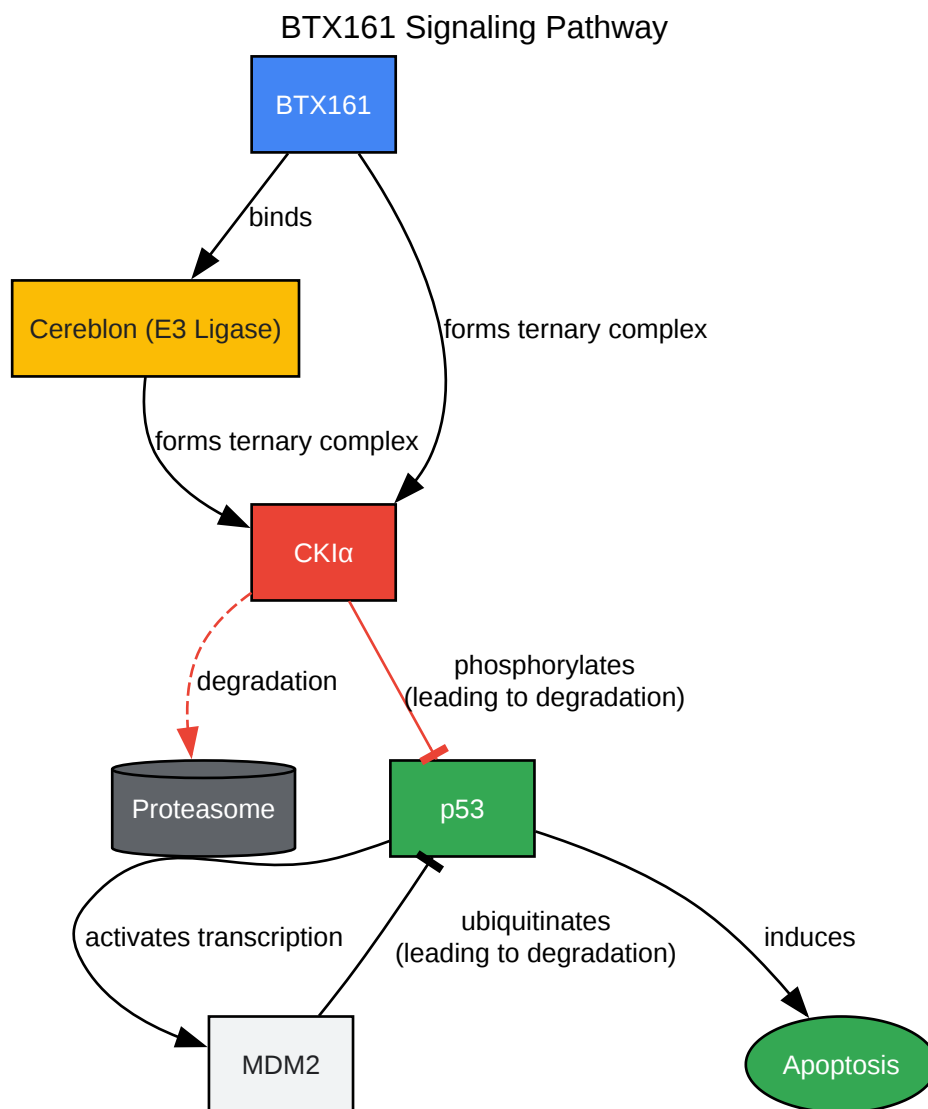 BTX161 Signaling Pathway
BTX161
binds
Cereblon (E3 Ligase)
forms ternary complex
forms ternary complex
CKIα
degradation
phosphorylates
(leading to degradation)
Proteasome
p53
activates transcription
ubiquitinates
(leading to degradation)
induces
MDM2
Apoptosis